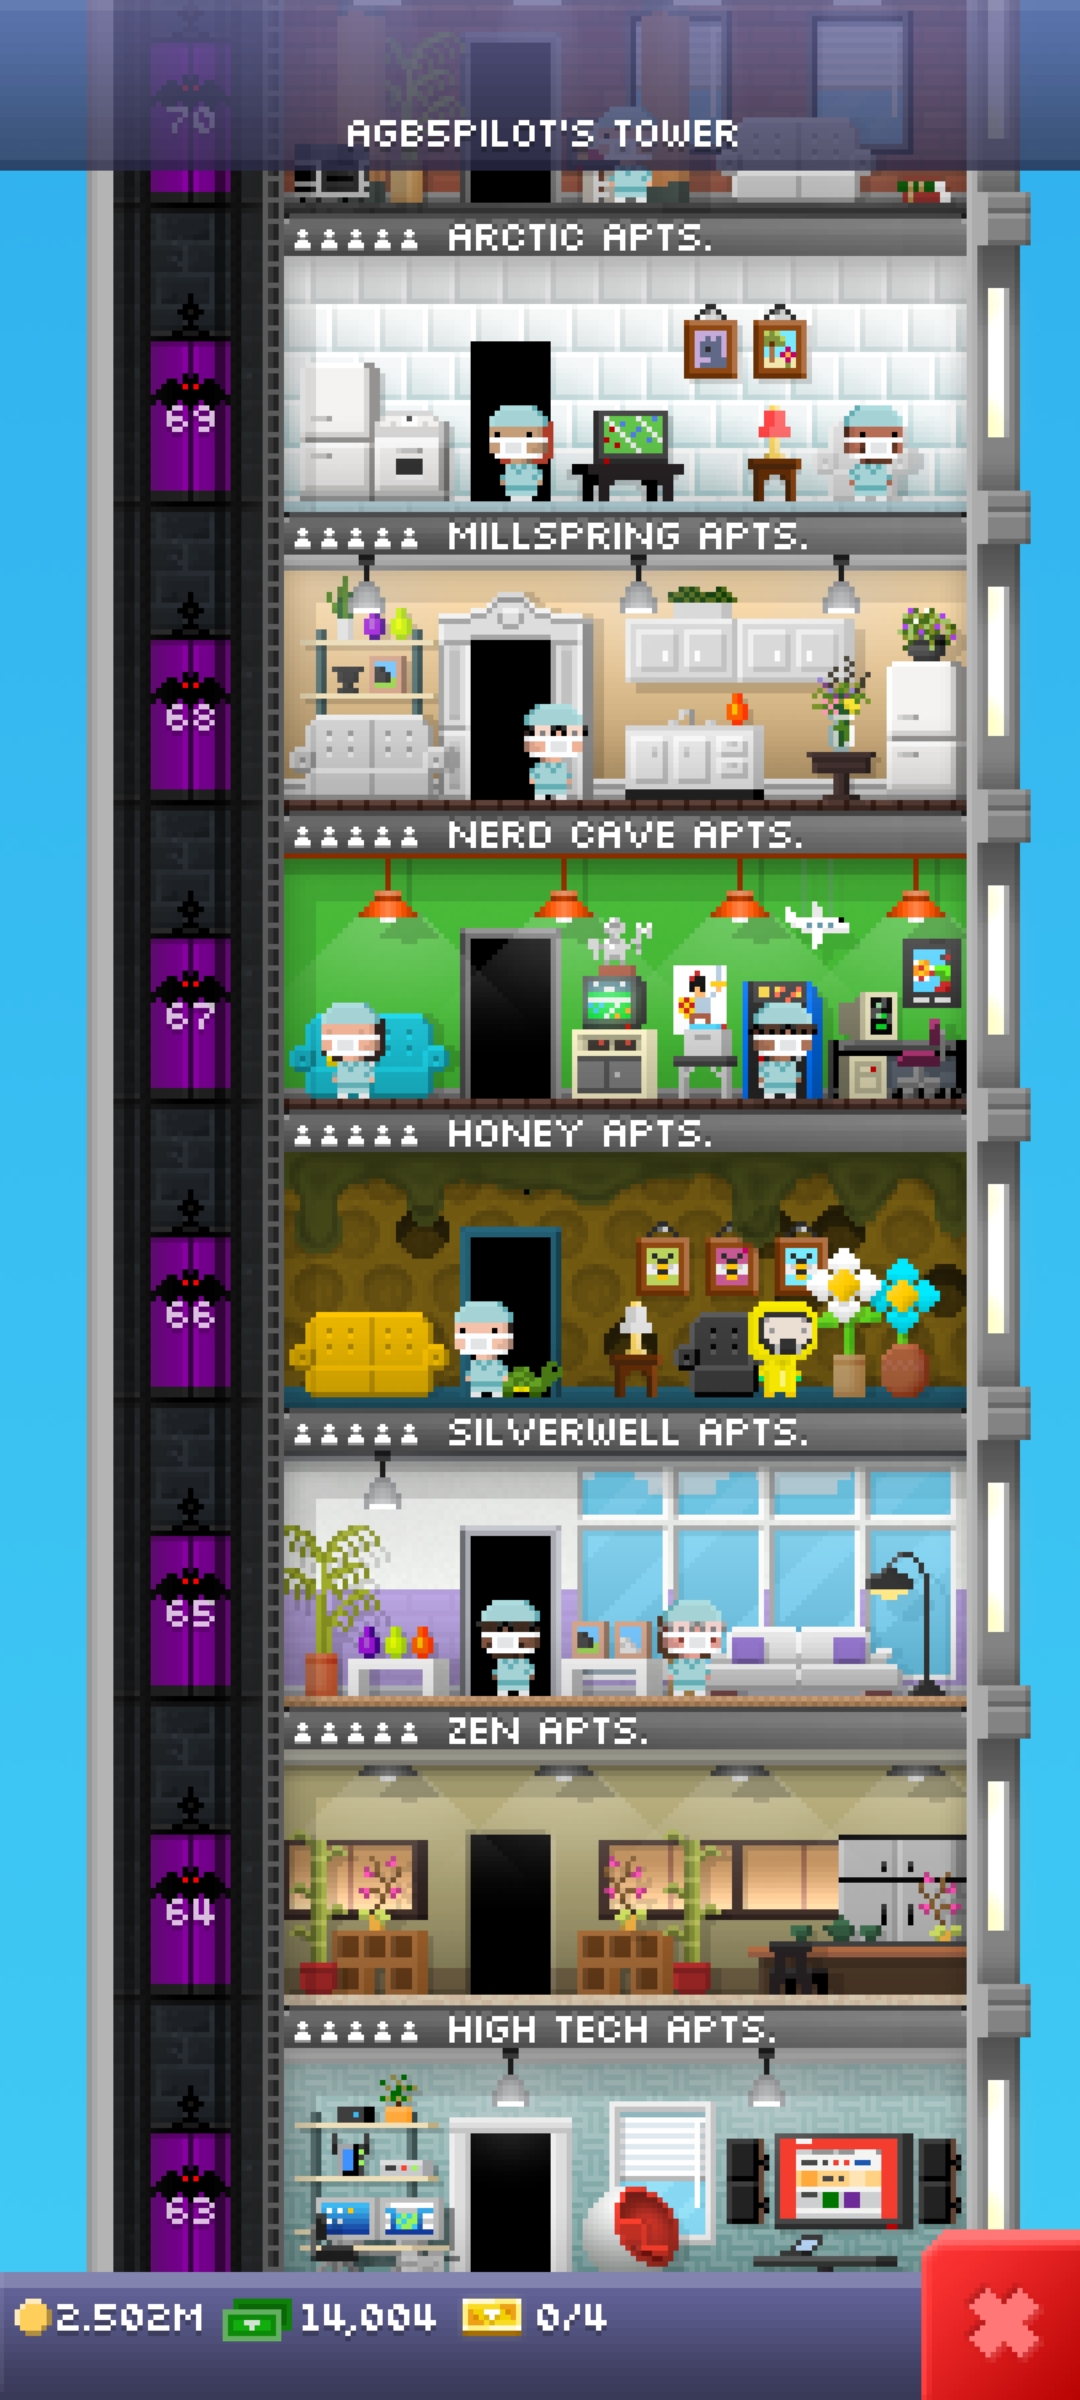 70
AGB5PILOT'S TOWER
ARCTIC APTS.
69
MILLSPRING APTS.
68
NERD CAVE APTS.
67
HONEY APTS.
66
SILVERWELL APTS.
65
ZEN APTS.
64
HIGH TECH APTS.
63
2.502M 14,004 0/4